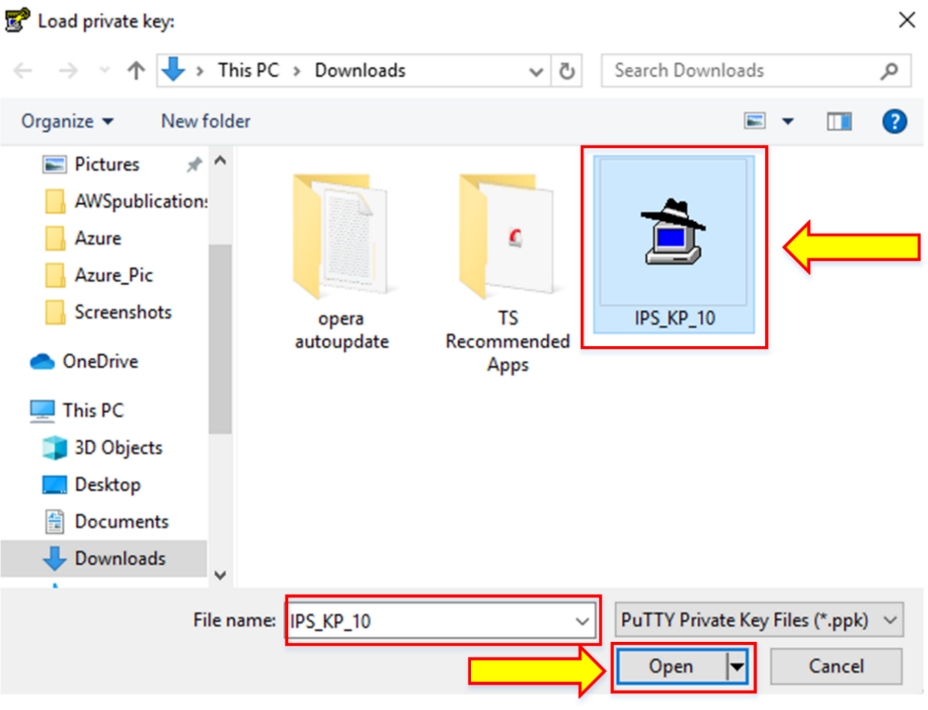 Load private key:
This PC > Downloads
Search Downloads
Organize
New folder
?
Pictures
AWSpublication:
Azure
Azure_Pic
Screenshots
OneDrive
This PC
3D Objects
Desktop
Documents
Downloads
opera
autoupdate
TS
Recommended
Apps
IPS_KP_10
File name: IPS_KP_10
PuTTY Private Key Files (*.ppk)
Open
Cancel